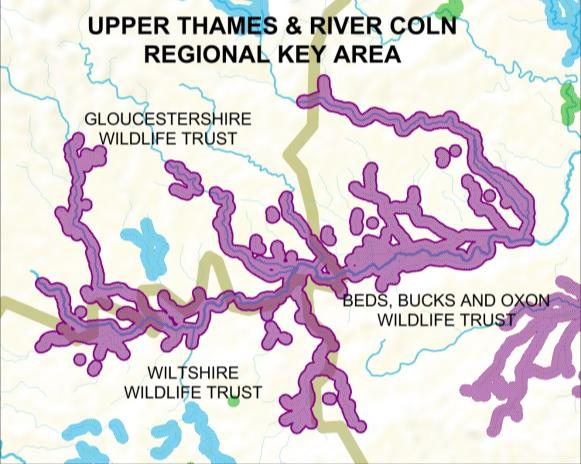 UPPER THAMES & RIVER COLN
REGIONAL KEY AREA
GLOUCESTERSHIRE
WILDLIFE TRUST
BEDS, BUCKS AND OXON
WILDLIFE TRUST
WILTSHIRE
WILDLIFE TRUST